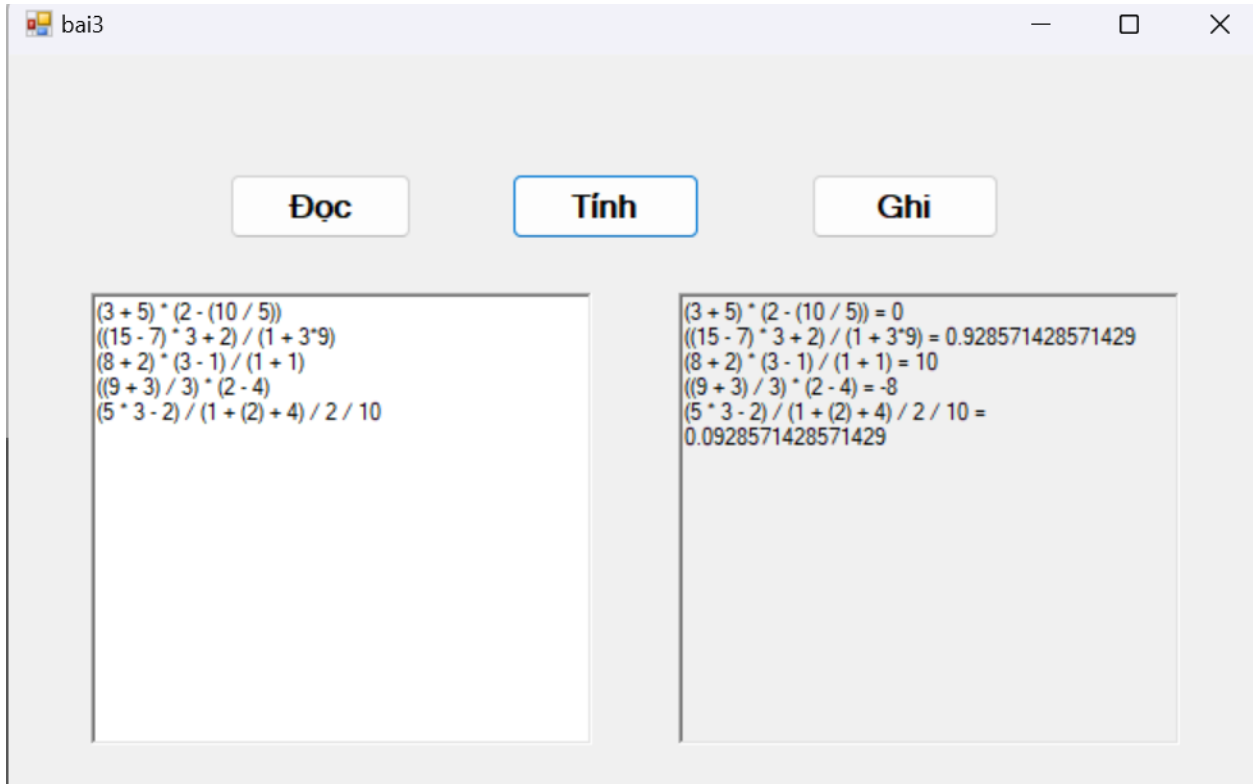 bai3
Đọc
Tính
Ghi
(3 + 5) * (2 - (10 / 5))
((15 - 7) * 3 + 2) / (1 + 3*9)
(8 + 2) * (3 - 1) / (1 + 1)
((9 + 3) / 3) * (2 - 4)
(5 * 3 - 2) / (1 + (2) + 4) / 2 / 10
(3 + 5) * (2 - (10 / 5)) = 0
((15 - 7) * 3 + 2) / (1 + 3*9) = 0.928571428571429
(8 + 2) * (3 - 1) / (1 + 1) = 10
((9 + 3) / 3) * (2 - 4) = -8
(5 * 3 - 2) / (1 + (2) + 4) / 2 / 10 =
0.0928571428571429